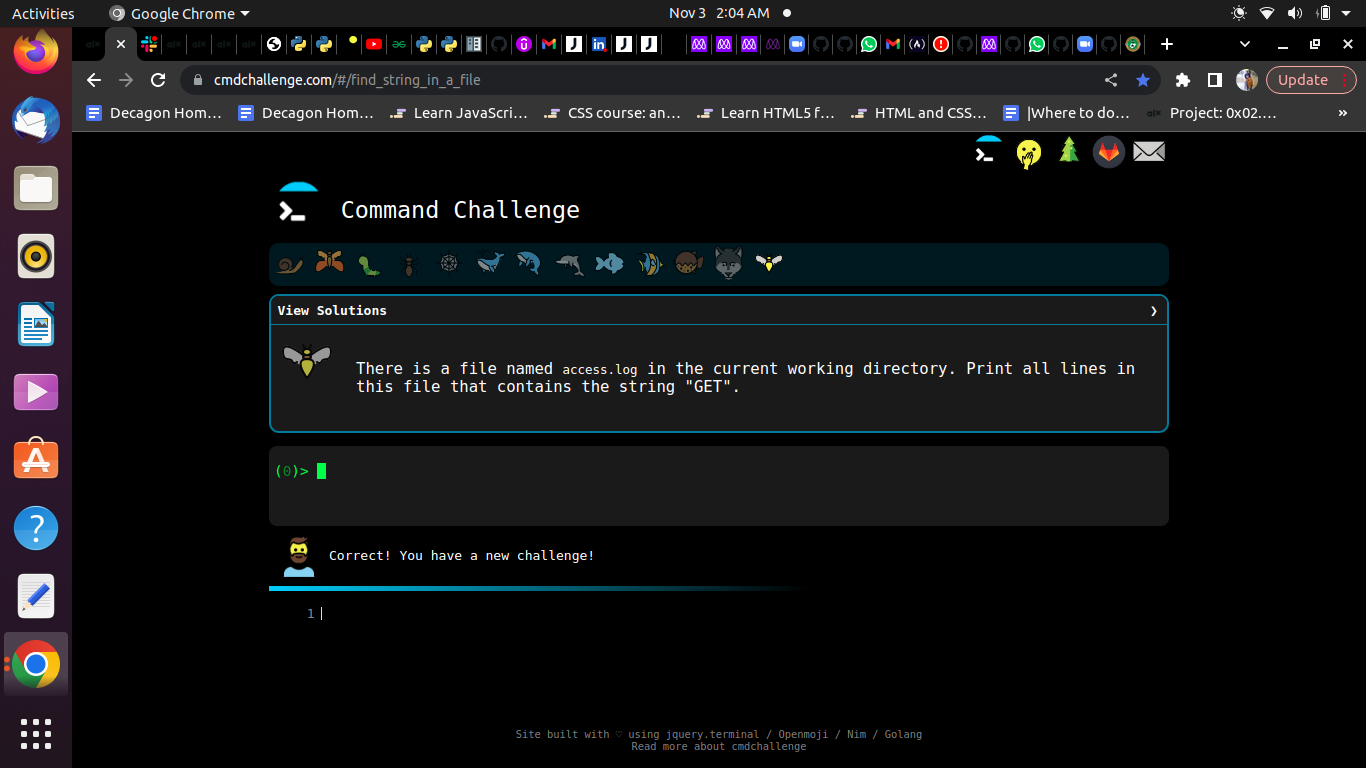 Activities
Google Chrome
Nov 3 2:04 AM
cmdchallenge.com/#/find_string_in_a_file
Update
Decagon Hom...
Decagon Hom...
Learn JavaScri...
CSS course: an...
Learn HTML5 f...
HTML and CSS...
|Where to do...
Project: 0x02....
»
Command Challenge
View Solutions
There is a file named access.log in the current working directory. Print all lines in
this file that contains the string "GET".
(0)>
Correct! You have a new challenge!
1
Site built with ♡ using jquery.terminal / Openmoji / Nim / Golang
Read more about cmdchallenge